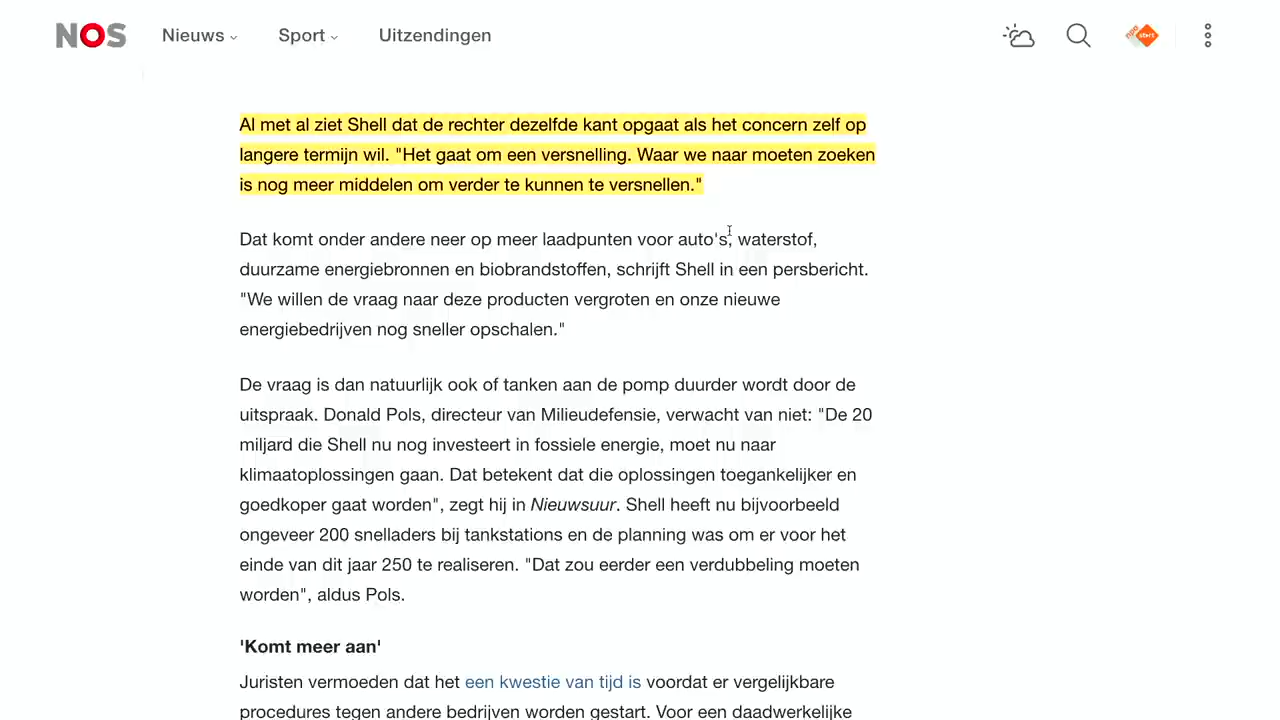 NOS Nieuws Sport Uitzendingen
Al met al ziet Shell dat de rechter dezelfde kant opgaat als het concern zelf op
langere termijn wil. "Het gaat om een versnelling. Waar we naar moeten zoeken
is nog meer middelen om verder te kunnen te versnellen."
Dat komt onder andere neer op meer laadpunten voor auto's, waterstof,
duurzame energiebronnen en biobrandstoffen, schrijft Shell in een persbericht.
"We willen de vraag naar deze producten vergroten en onze nieuwe
energiebedrijven nog sneller opschalen."
De vraag is dan natuurlijk ook of tanken aan de pomp duurder wordt door de
uitspraak. Donald Pols, directeur van Milieudefensie, verwacht van niet: "De 20
miljard die Shell nu nog investeert in fossiele energie, moet nu naar
klimaatoplossingen gaan. Dat betekent dat die oplossingen toegankelijker en
goedkoper gaat worden", zegt hij in Nieuwsuur. Shell heeft nu bijvoorbeeld
ongeveer 200 snelladers bij tankstations en de planning was om er voor het
einde van dit jaar 250 te realiseren. "Dat zou eerder een verdubbeling moeten
worden", aldus Pols.
'Komt meer aan'
Juristen vermoeden dat het een kwestie van tijd is voordat er vergelijkbare
procedures tegen andere bedrijven worden gestart. Voor een daadwerkelijke